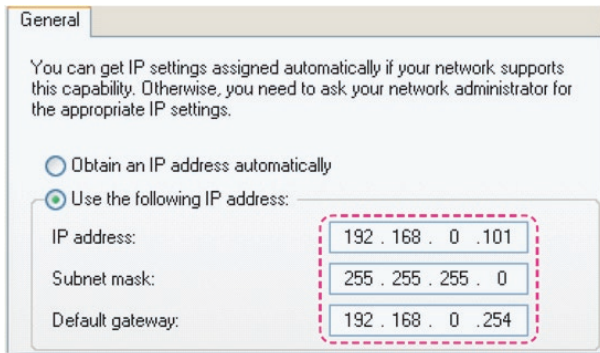 General
You can get IP settings assigned automatically if your network supports
this capability. Otherwise, you need to ask your network administrator for
the appropriate IP settings.
Obtain an IP address automatically
Use the following IP address:
IP address: 192 . 168 . 0 .101
Subnet mask: 255 . 255 . 255 . 0
Default gateway: 192 . 168 . 0 .254